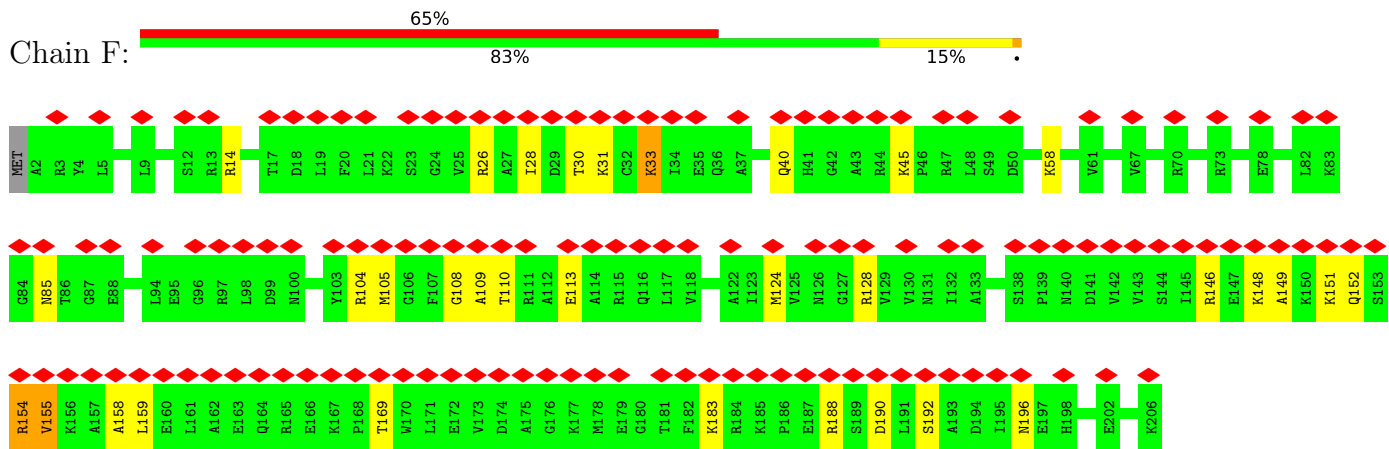 65%
Chain F:
83% 15% •
MET A2 R3 Y4 L5 L9 S12 R13 R14 T17 D18 L19 F20 L21 K22 S23 G24 V25 R26 A27 I28 D29 T30 K31 C32 K33 I34 E35 Q36 A37 Q40 H41 G42 A43 R44 K45 P46 R47 L48 S49 D50 K58 V61 V67 R70 R73 E78 L82 K83
G84 N85 T86 G87 E88 L94 E95 G96 R97 L98 D99 N100 Y103 R104 M105 G106 F107 G108 A109 T110 R111 A112 E113 A114 R115 Q116 L117 V118 A122 I123 M124 V125 N126 G127 R128 V129 V130 N131 I132 A133 S138 P139 N140 D141 V142 V143 S144 I145 R146 E147 K148 A149 K150 K151 Q152 S153
R154 V155 K156 A157 A158 L159 E160 L161 A162 E163 Q164 R165 E166 K167 P168 T169 W170 L171 E172 V173 D174 A175 G176 K177 M178 E179 G180 T181 F182 K183 R184 K185 P186 E187 R188 S189 D190 L191 S192 A193 D194 I195 N196 E197 H198 E202 K206